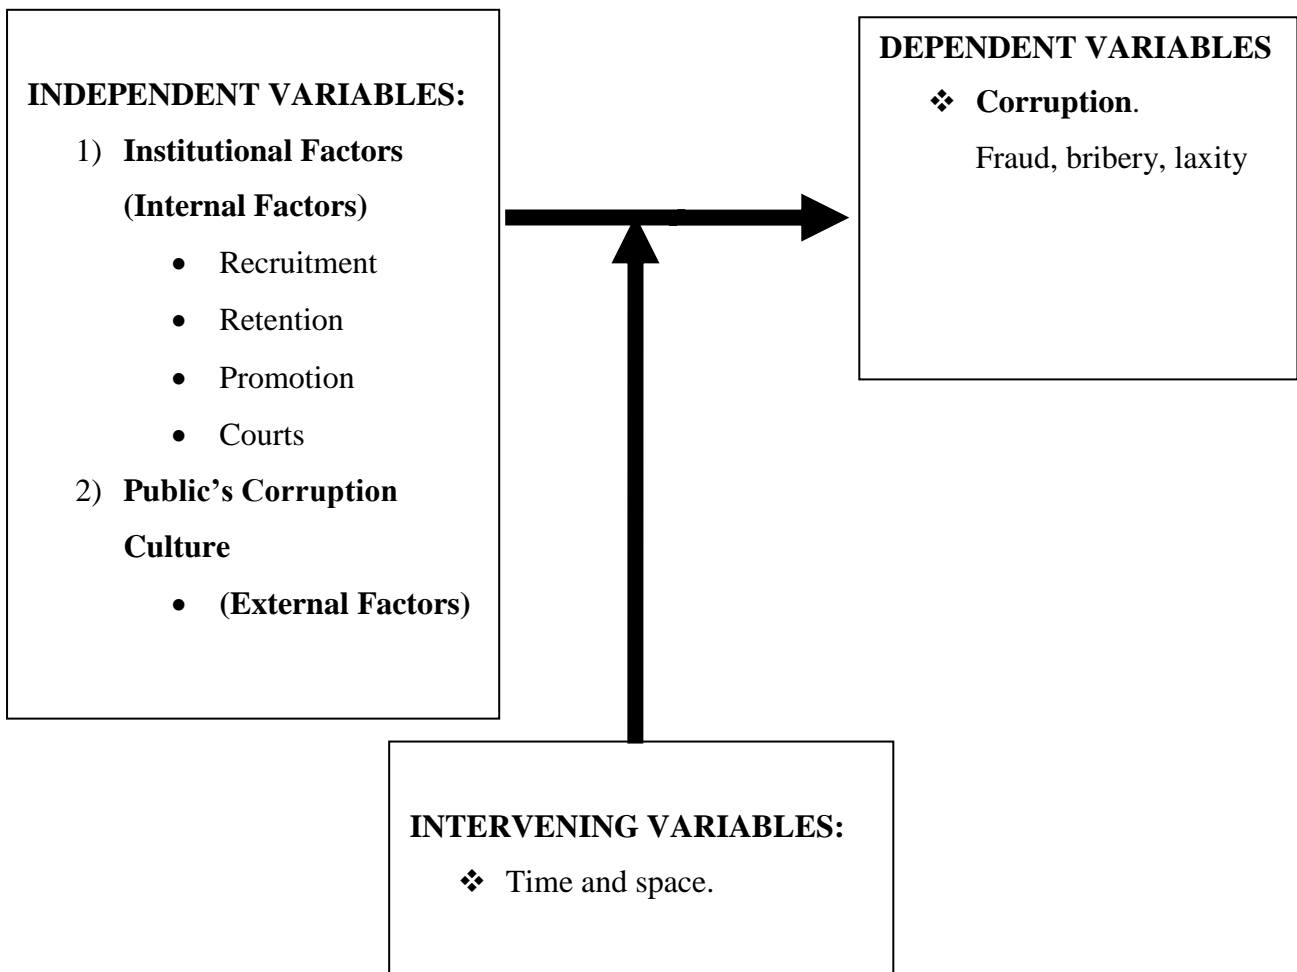 INDEPENDENT VARIABLES:
1) Institutional Factors
(Internal Factors)
• Recruitment
• Retention
• Promotion
• Courts
2) Public’s Corruption
Culture
• (External Factors)
DEPENDENT VARIABLES
❖ Corruption.
Fraud, bribery, laxity
INTERVENING VARIABLES:
❖ Time and space.